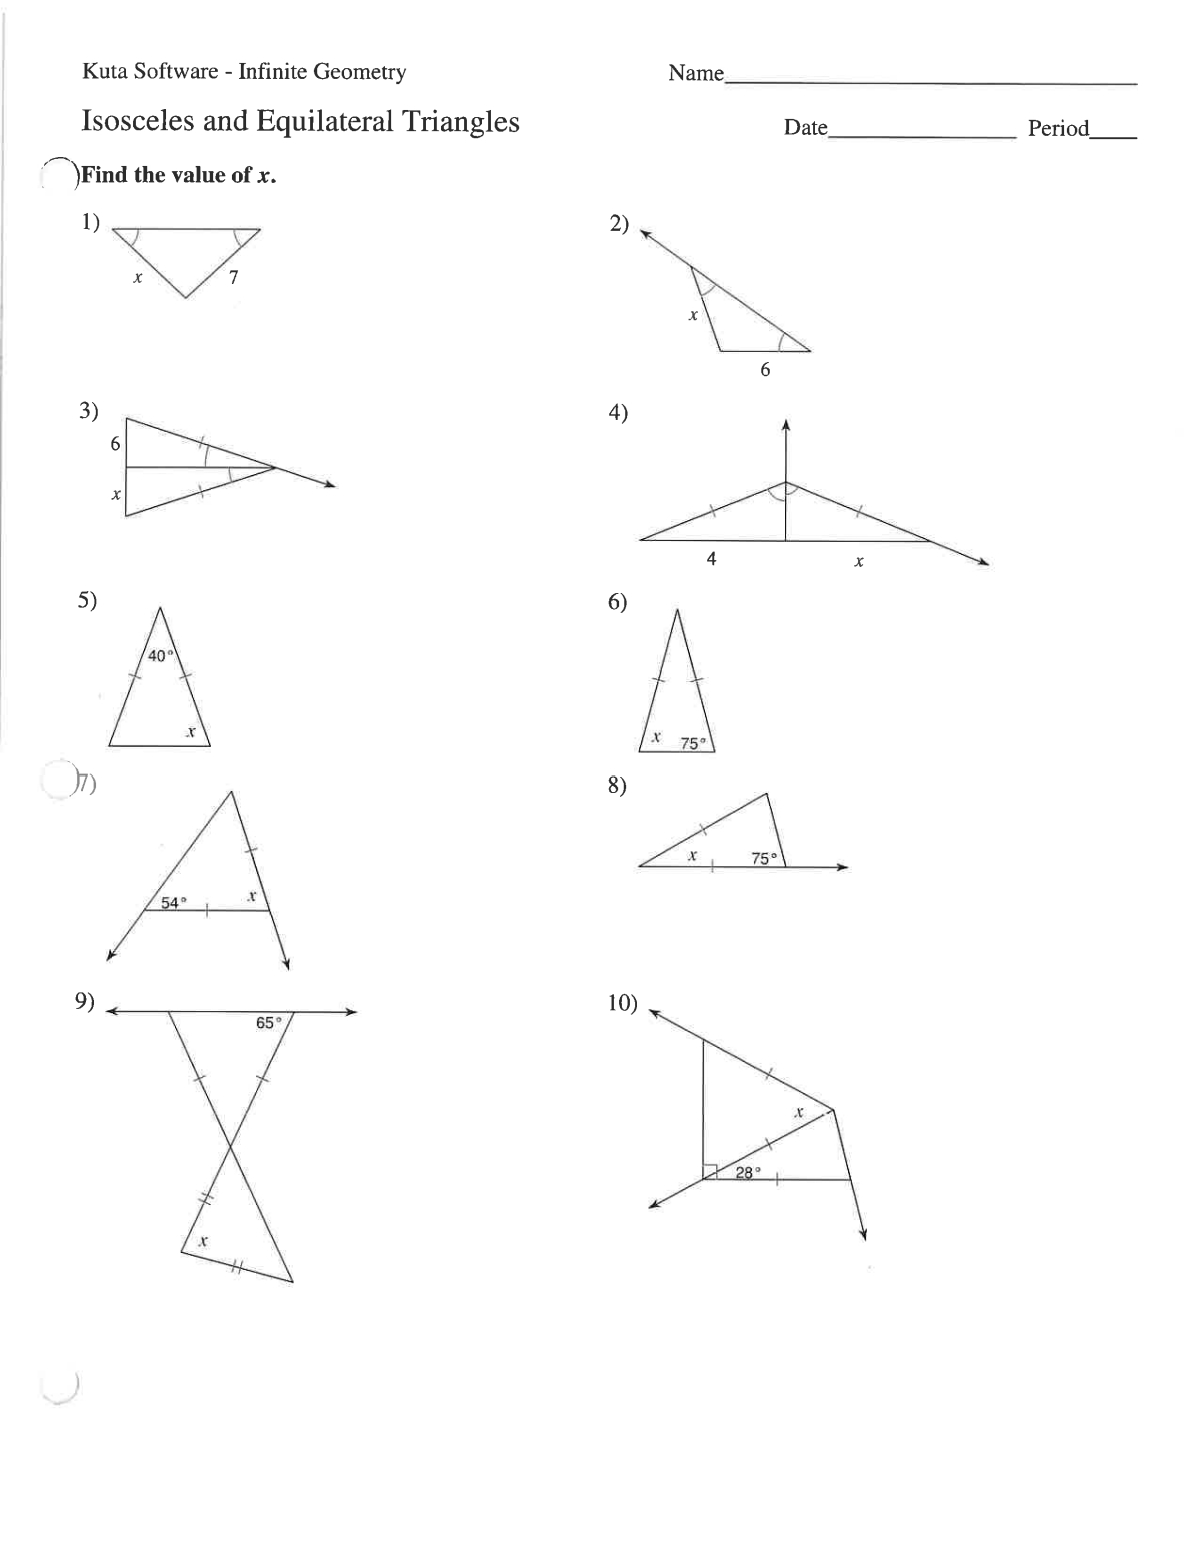 Kuta Software - Infinite Geometry
Name
Isosceles and Equilateral Triangles
Date Period
Find the value of x.
1)
x
7
2)
x
6
3)
6
x
4)
4
x
5)
40°
x
6)
x
75°
7)
54°
x
8)
x
75°
9)
65°
x
10)
x
28°